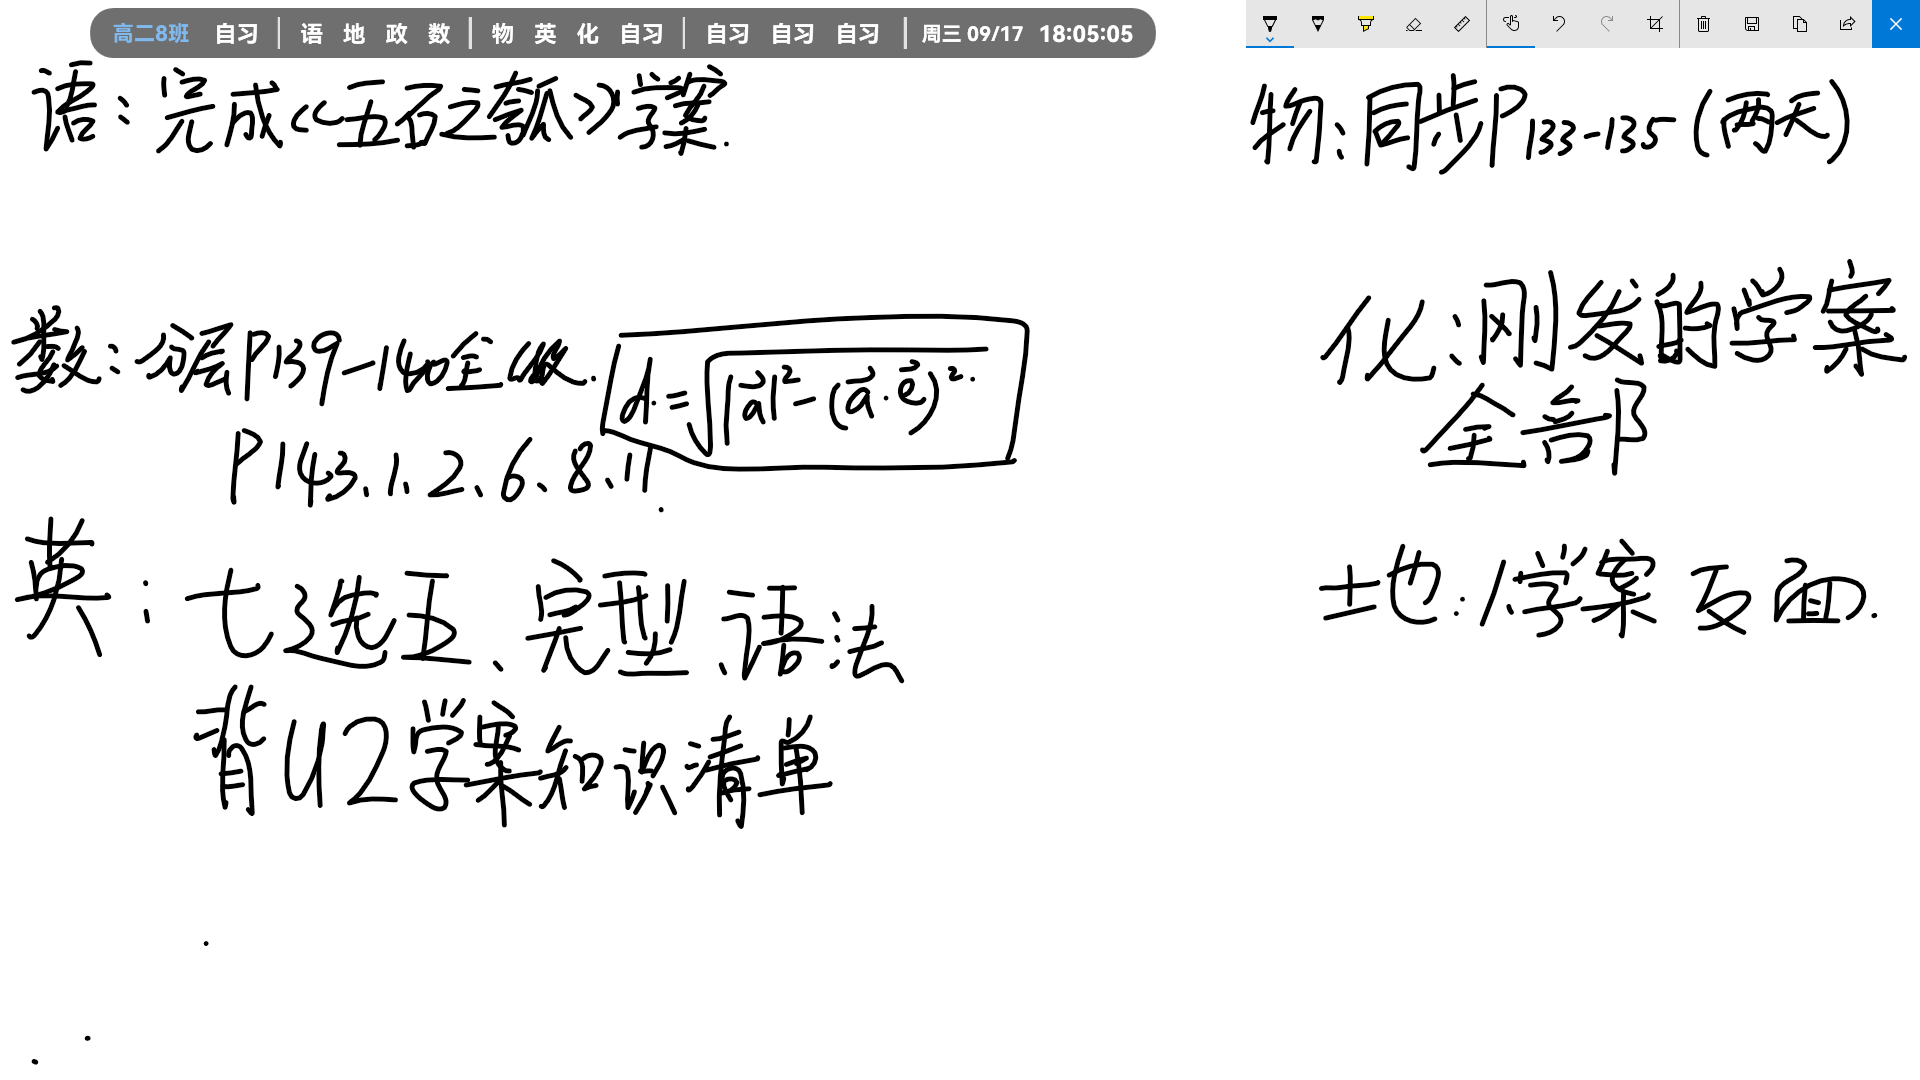 高二8班 自习 | 语 地 政 数 | 物 英 化 自习 | 自习 自习 自习 | 周三 09/17 18:05:05
语:完成《五石之瓠》学案.
数:分层P139-140全做.
d=√|a⃗|²-(a⃗·e⃗)².
P143、1、2、6、8、11
英:七选五、完型、语法
背U2学案知识清单
物:同步P133-135(两天)
化:刚发的学案
全部
地:1.学案反面.